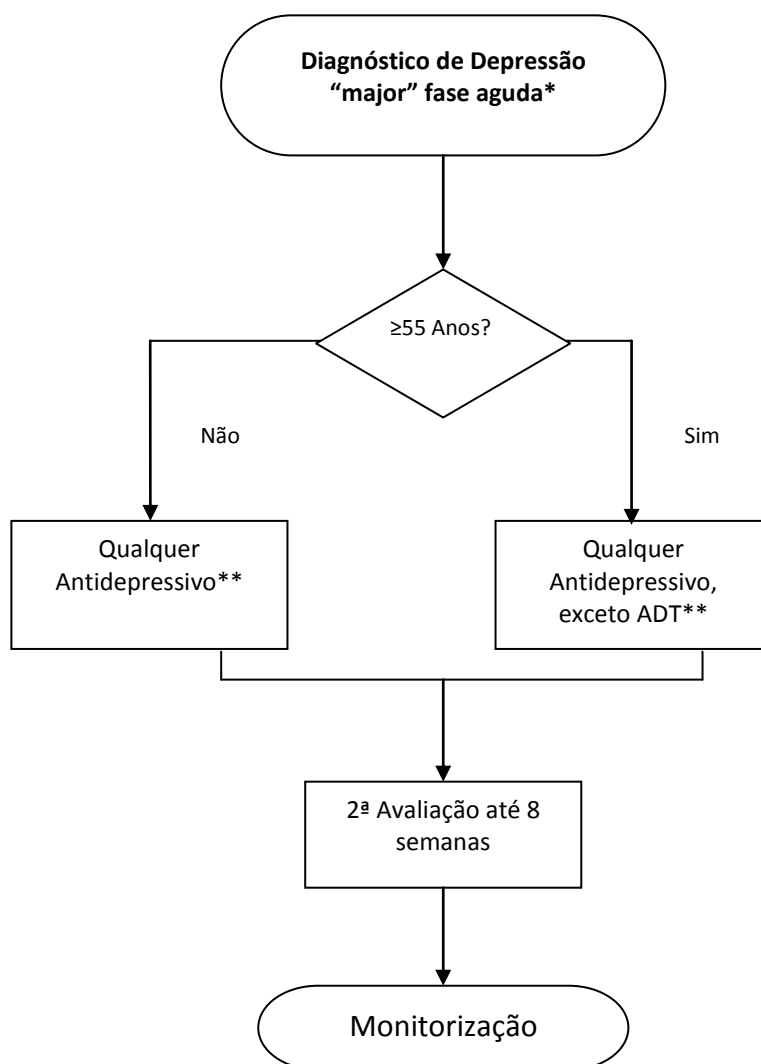 Diagnóstico de Depressão
“major” fase aguda*
≥55 Anos?
Não
Sim
Qualquer
Antidepressivo**
Qualquer
Antidepressivo,
exceto ADT**
2ª Avaliação até 8
semanas
Monitorização